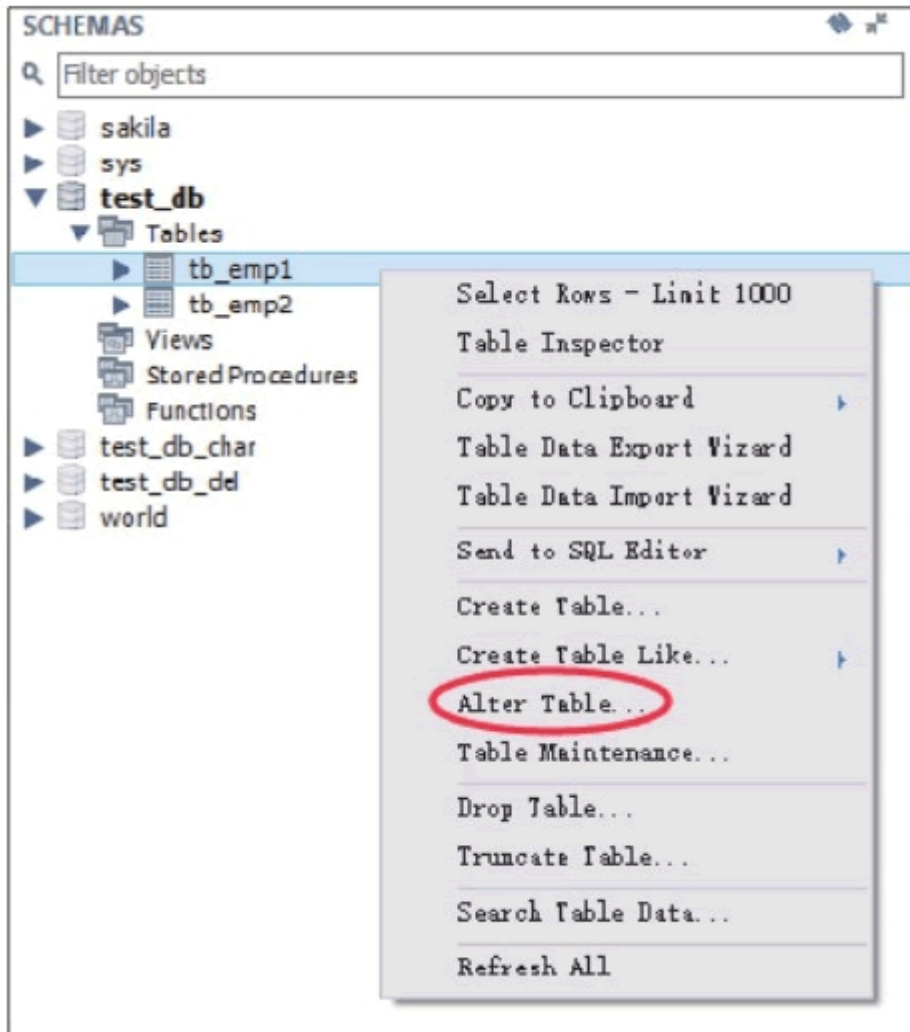 SCHEMAS
Filter objects
sakila
sys
test_db
Tables
tb_emp1
tb_emp2
Views
Stored Procedures
Functions
test_db_char
test_db_del
world
Select Rows - Limit 1000
Table Inspector
Copy to Clipboard
Table Data Export Wizard
Table Data Import Wizard
Send to SQL Editor
Create Table...
Create Table Like...
Alter Table...
Table Maintenance...
Drop Table...
Truncate Table...
Search Table Data...
Refresh All